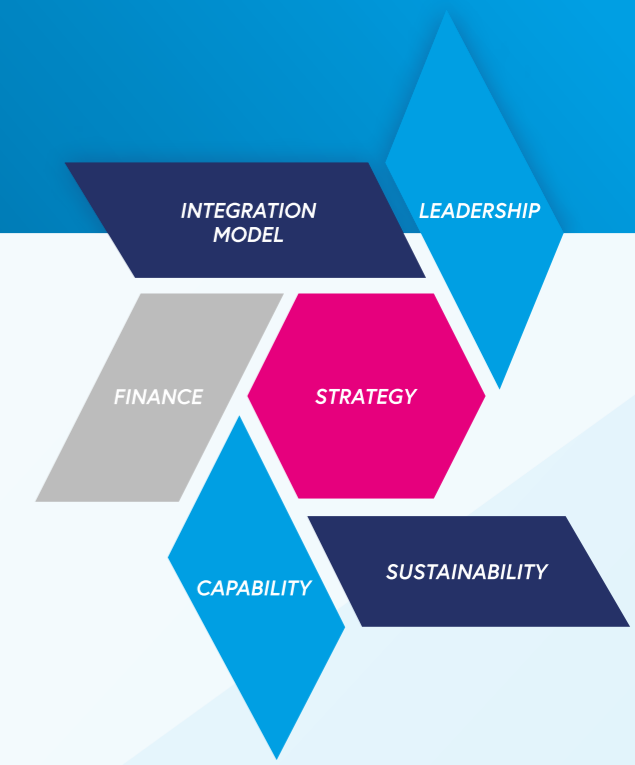 INTEGRATION
MODEL
LEADERSHIP
FINANCE
STRATEGY
CAPABILITY
SUSTAINABILITY